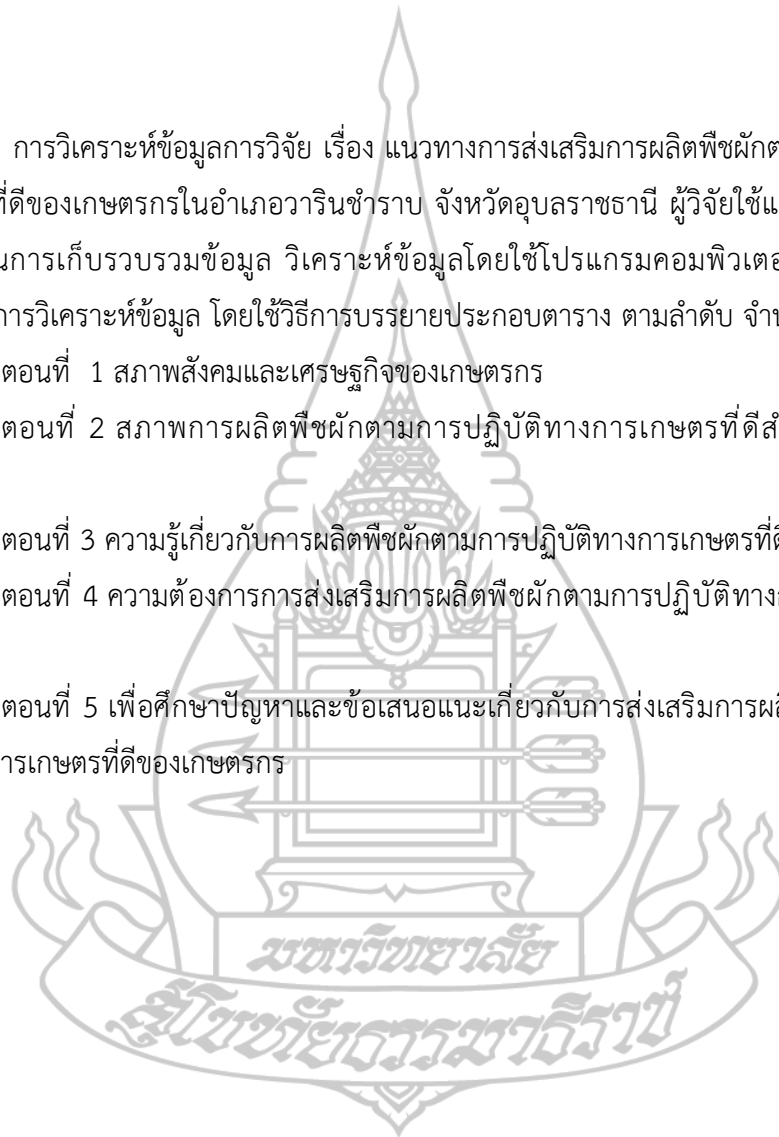 การวิเคราะห์ข้อมูลการวิจัย เรื่อง แนวทางการส่งเสริมการผลิตพืชผักต
ที่ดีของเกษตรกรในอำเภอวารินชำราบ จังหวัดอุบลราชธานี ผู้วิจัยใช้แ
นการเก็บรวบรวมข้อมูล วิเคราะห์ข้อมูลโดยใช้โปรแกรมคอมพิวเตอ
การวิเคราะห์ข้อมูล โดยใช้วิธีการบรรยายประกอบตาราง ตามลำดับ จำน
ตอนที่ 1 สภาพสังคมและเศรษฐกิจของเกษตรกร
ตอนที่ 2 สภาพการผลิตพืชผักตามการปฏิบัติทางการเกษตรที่ดีสำ
ตอนที่ 3 ความรู้เกี่ยวกับการผลิตพืชผักตามการปฏิบัติทางการเกษตรที่ดี
ตอนที่ 4 ความต้องการการส่งเสริมการผลิตพืชผักตามการปฏิบัติทางก
ตอนที่ 5 เพื่อศึกษาปัญหาและข้อเสนอแนะเกี่ยวกับการส่งเสริมการผลิ
ารเกษตรที่ดีของเกษตรกร
มหาวิทยาลัย
สุโขทัยธรรมาธิราช